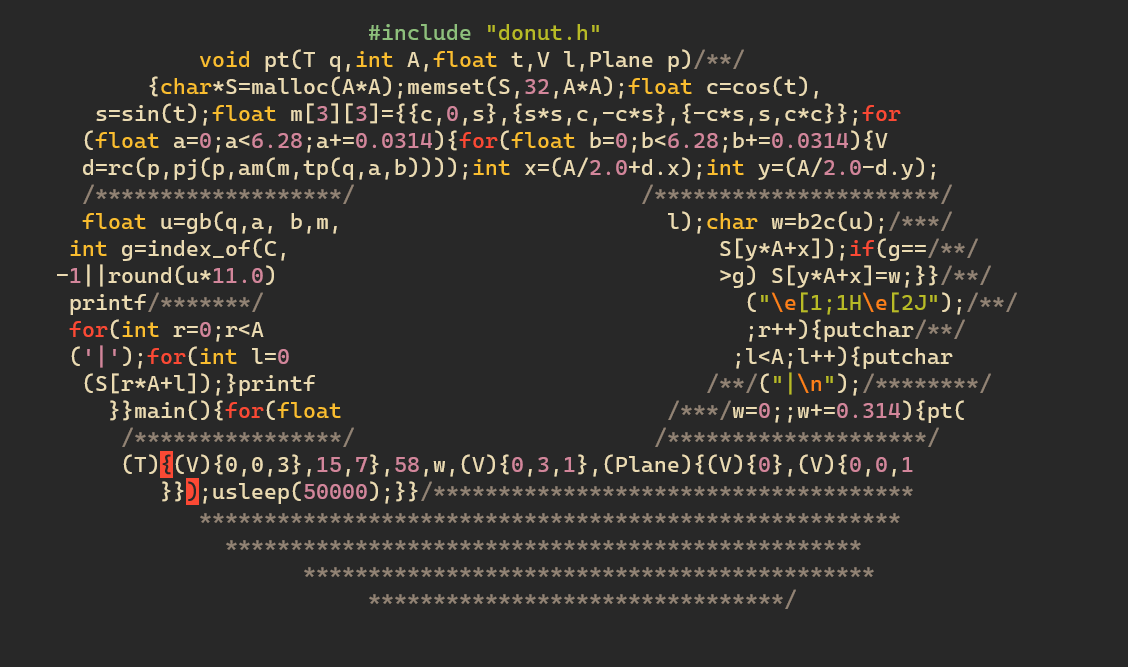 #include "donut.h"
void pt(T q,int A,float t,V l,Plane p)/**/
{char*S=malloc(A*A);memset(S,32,A*A);float c=cos(t),
s=sin(t);float m[3][3]={{c,0,s},{s*s,c,-c*s},{-c*s,s,c*c}};for
(float a=0;a<6.28;a+=0.0314){for(float b=0;b<6.28;b+=0.0314){V
d=rc(p,pj(p,am(m,tp(q,a,b))));int x=(A/2.0+d.x);int y=(A/2.0-d.y);
/*******************/ /**********************/
float u=gb(q,a, b,m, l);char w=b2c(u);/***/
int g=index_of(C, S[y*A+x]);if(g==/**/
-1||round(u*11.0) >g) S[y*A+x]=w;}}/**/
printf/*******/ ("\e[1;1H\e[2J");/**/
for(int r=0;r<A ;r++){putchar/**/
('|');for(int l=0 ;l<A;l++){putchar
(S[r*A+l]);}printf /**/("|\n");/********/
}}main(){for(float /***/w=0;;w+=0.314){pt(
/****************/ /********************/
(T){(V){0,0,3},15,7},58,w,(V){0,3,1},(Plane){(V){0},(V){0,0,1
}});usleep(50000);}}/*************************************
******************************************************
*************************************************
********************************************
********************************/